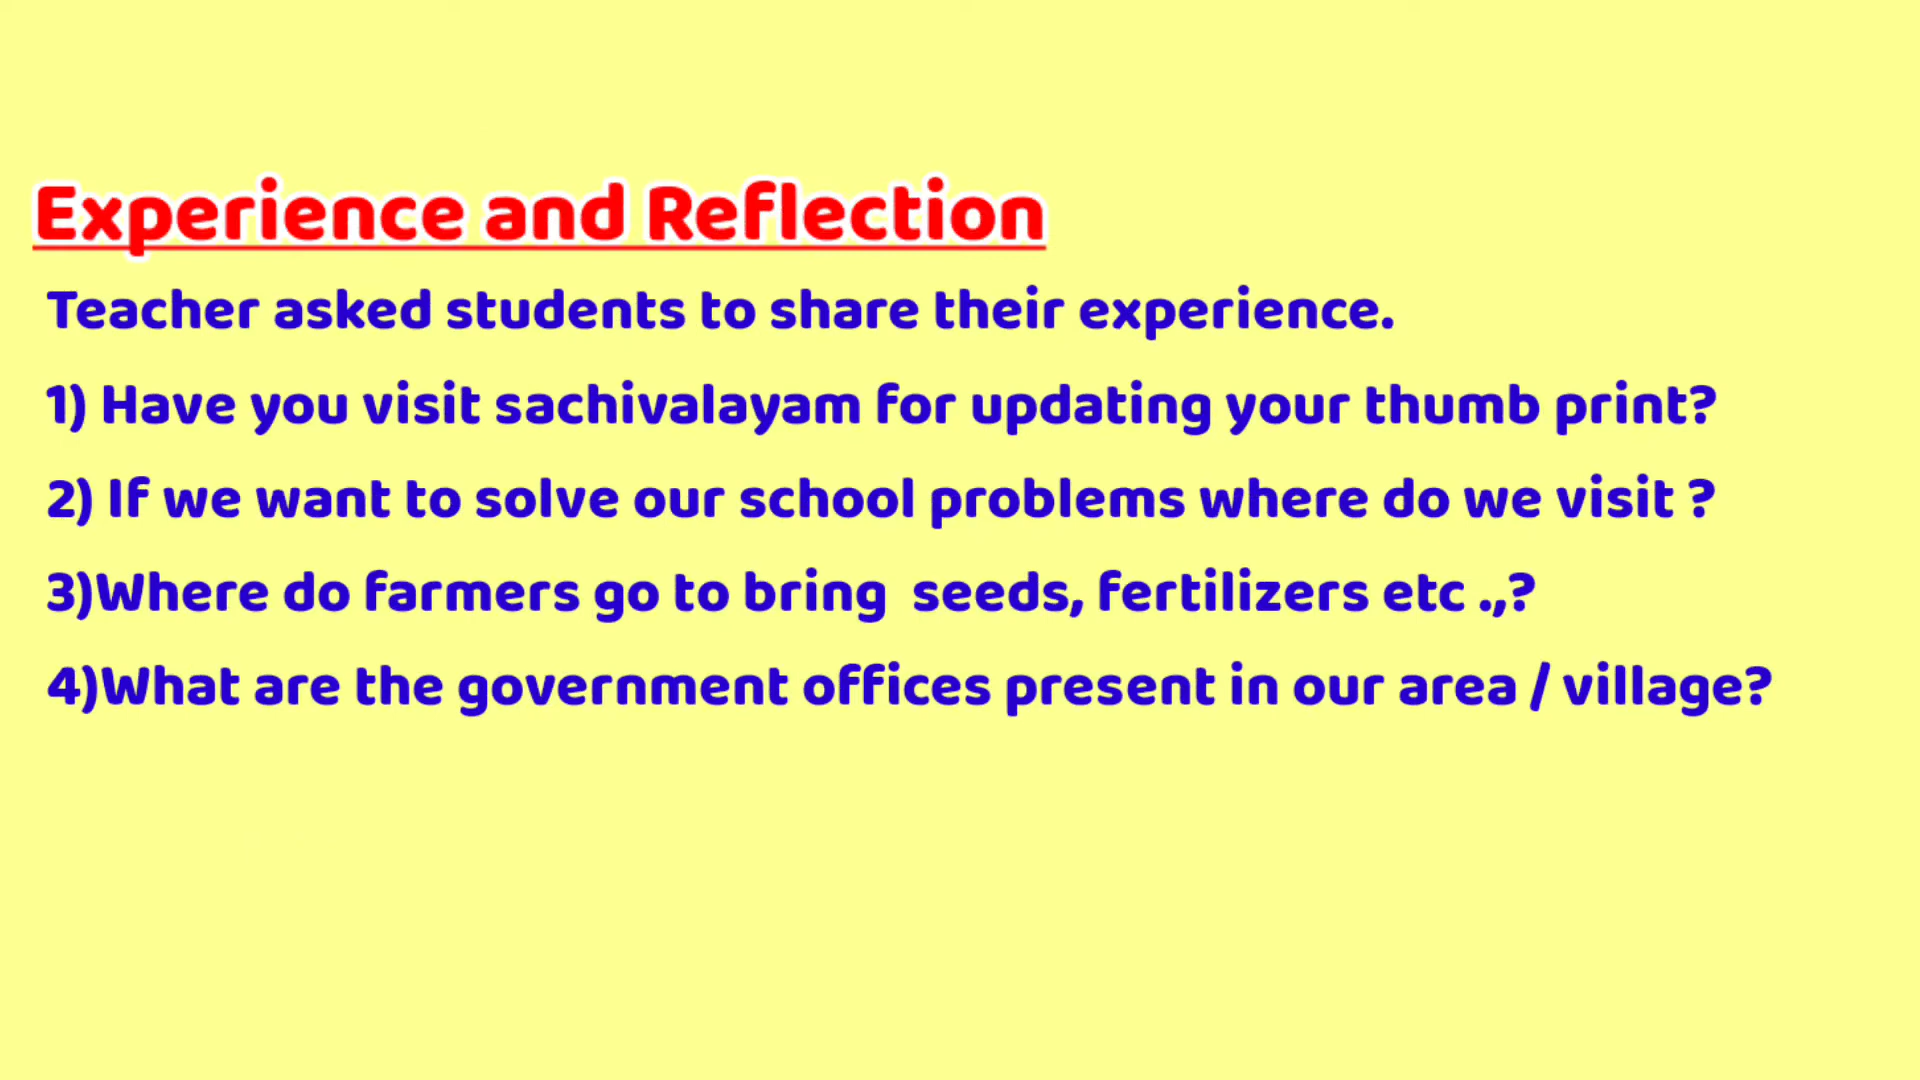 Experience and Reflection
Teacher asked students to share their experience.
1) Have you visit sachivalayam for updating your thumb print?
2) If we want to solve our school problems where do we visit ?
3)Where do farmers go to bring  seeds, fertilizers etc .,?
4)What are the government offices present in our area / village?